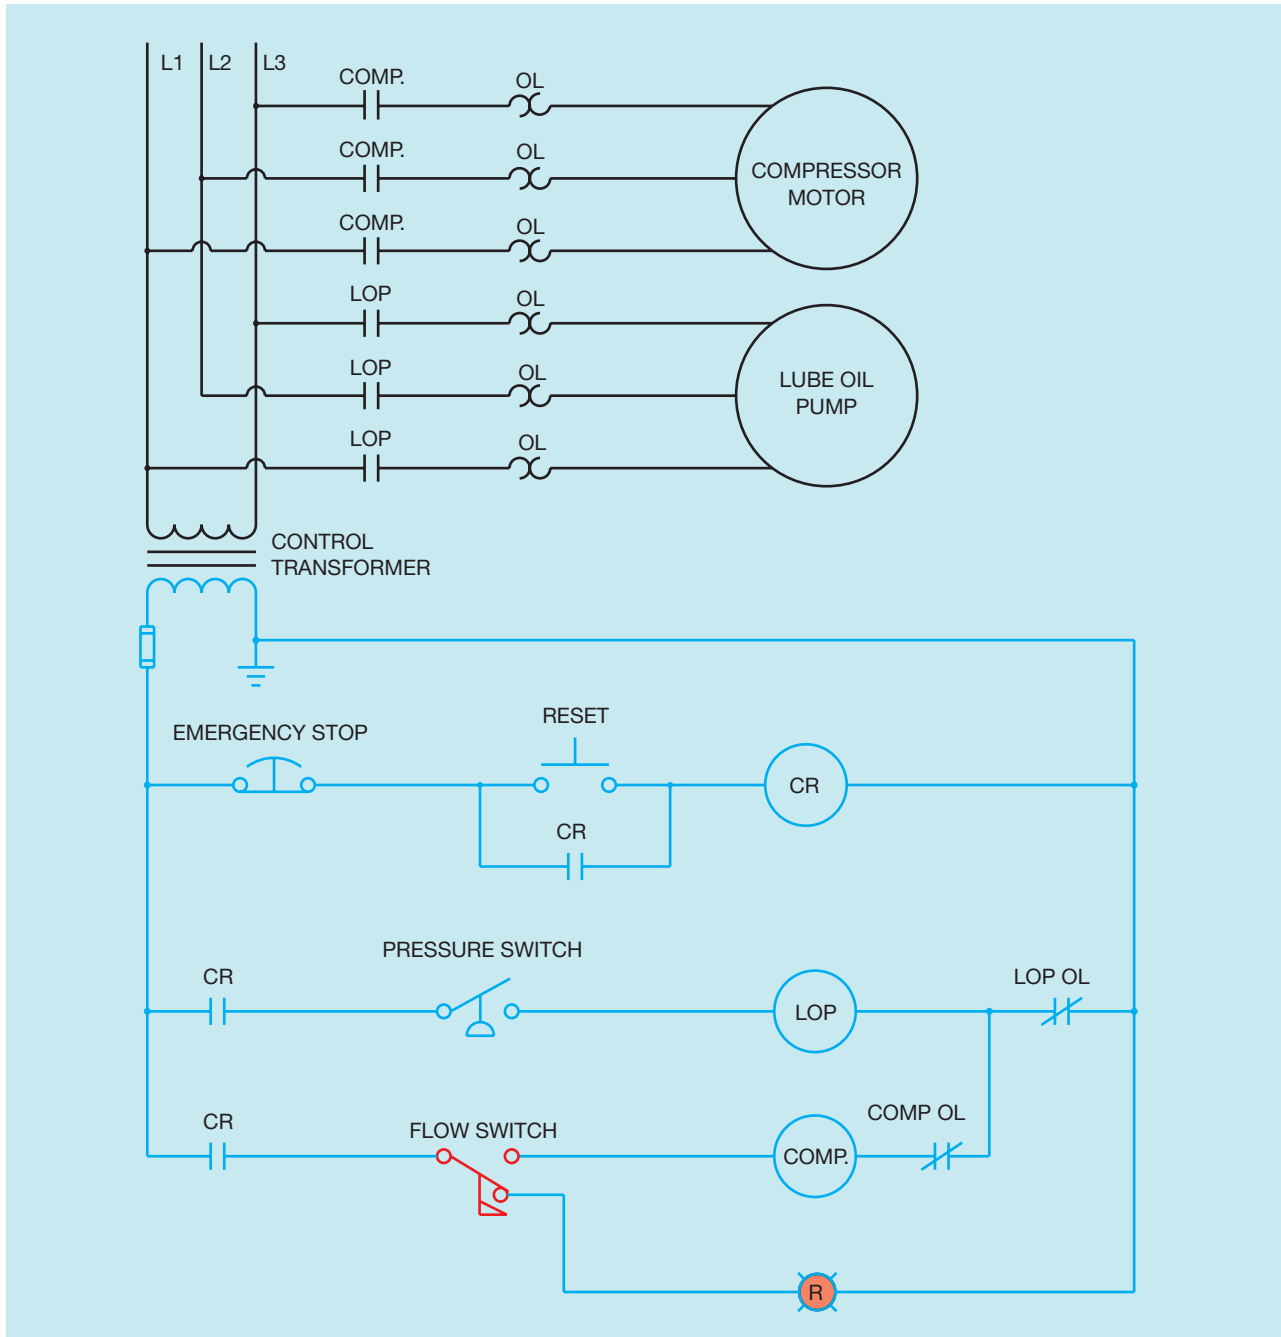 L1 L2 L3
COMP. OL
COMP. OL
COMPRESSOR
MOTOR
COMP. OL
LOP OL
LOP OL
LUBE OIL
PUMP
LOP OL
CONTROL
TRANSFORMER
EMERGENCY STOP
RESET
CR
CR
PRESSURE SWITCH
CR
LOP
LOP OL
CR
FLOW SWITCH
COMP.
COMP OL
R